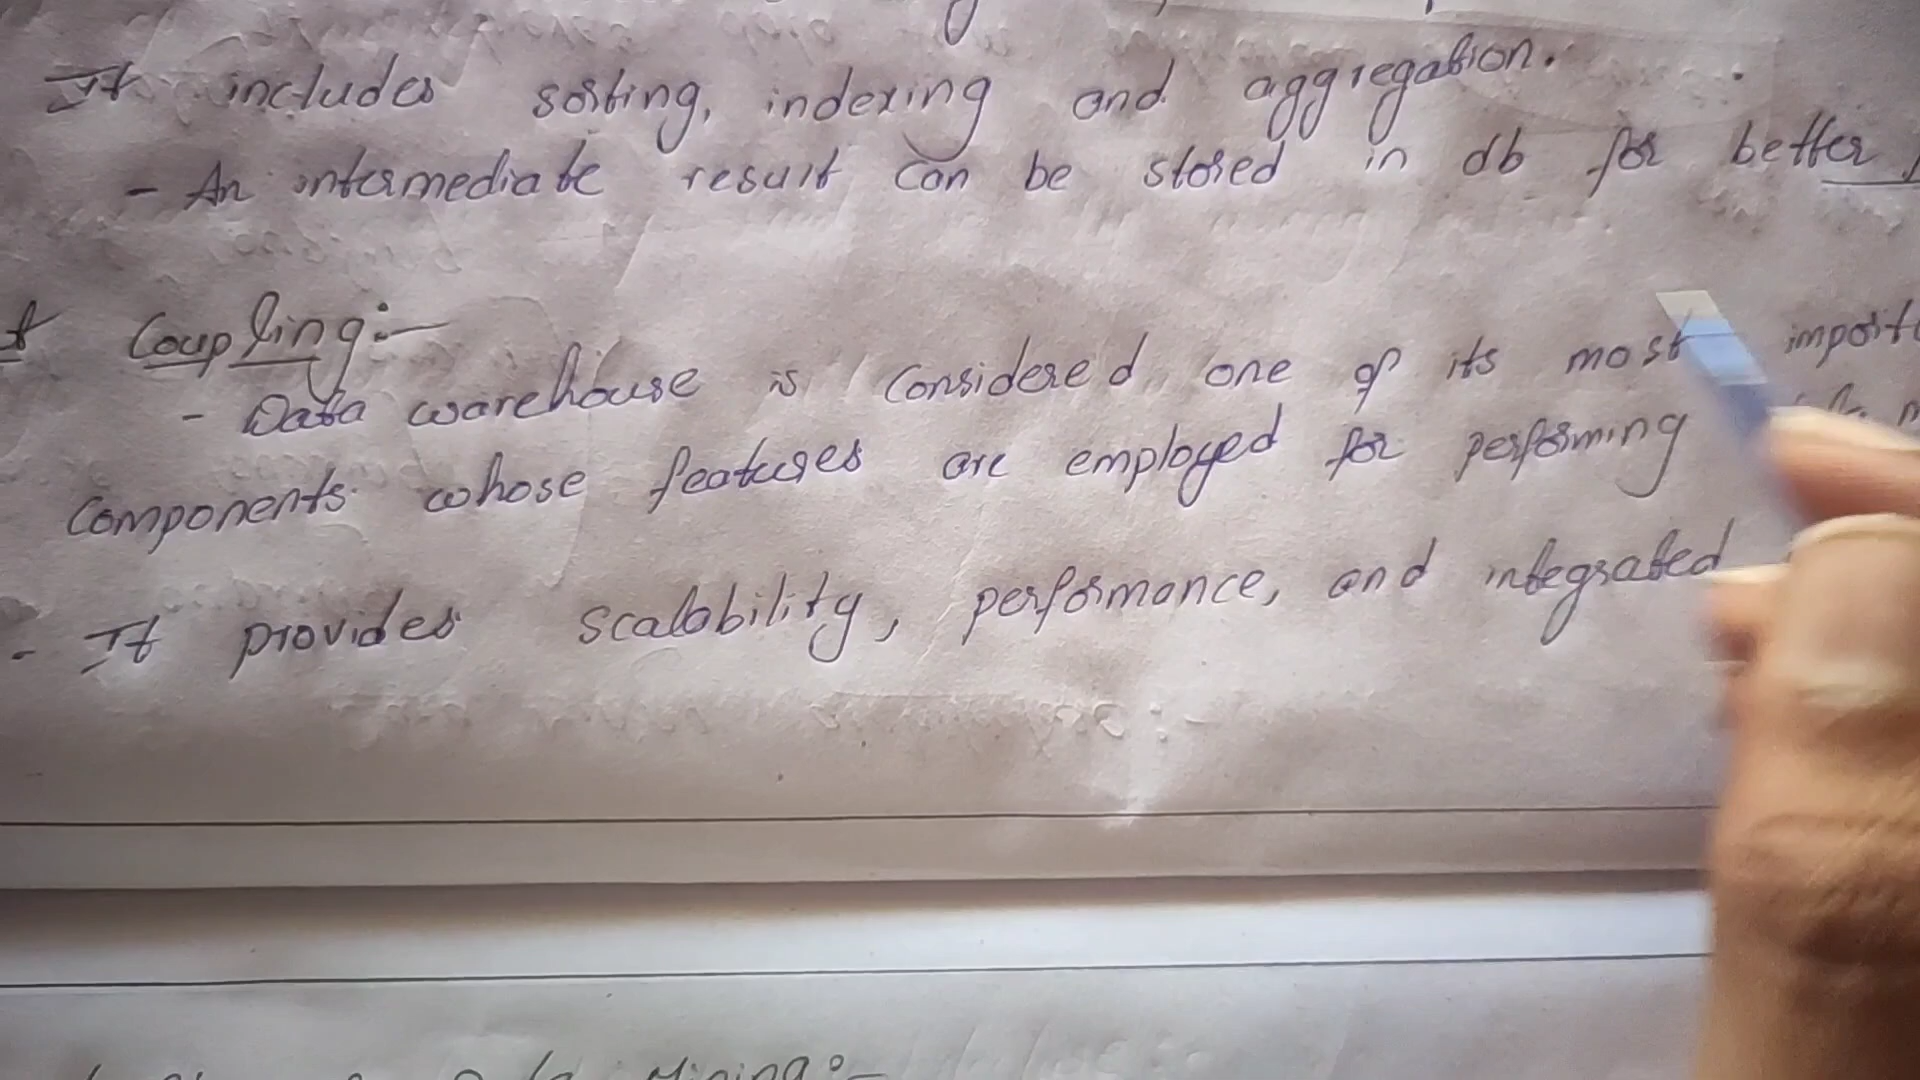 It includes sorting, indexing and aggregation.
- An intermediate result can be stored in db for better
Coupling:-
- Data warehouse is considered one of its most
components whose features are employed for performing
- It provides scalability, performance, and integrated
Mining:-